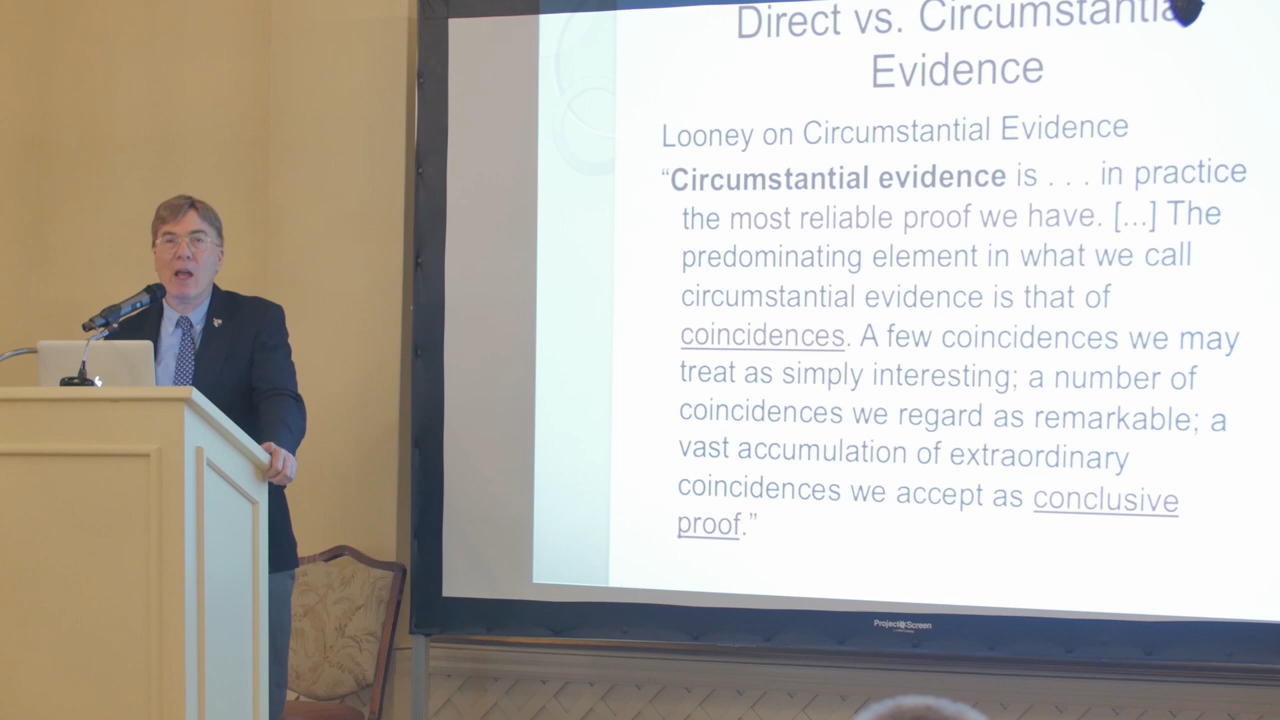 Direct vs. Circumstantia
Evidence
Looney on Circumstantial Evidence
“Circumstantial evidence is . . . in practice
the most reliable proof we have. [...] The
predominating element in what we call
circumstantial evidence is that of
coincidences. A few coincidences we may
treat as simply interesting; a number of
coincidences we regard as remarkable; a
vast accumulation of extraordinary
coincidences we accept as conclusive
proof.”
Project Screen